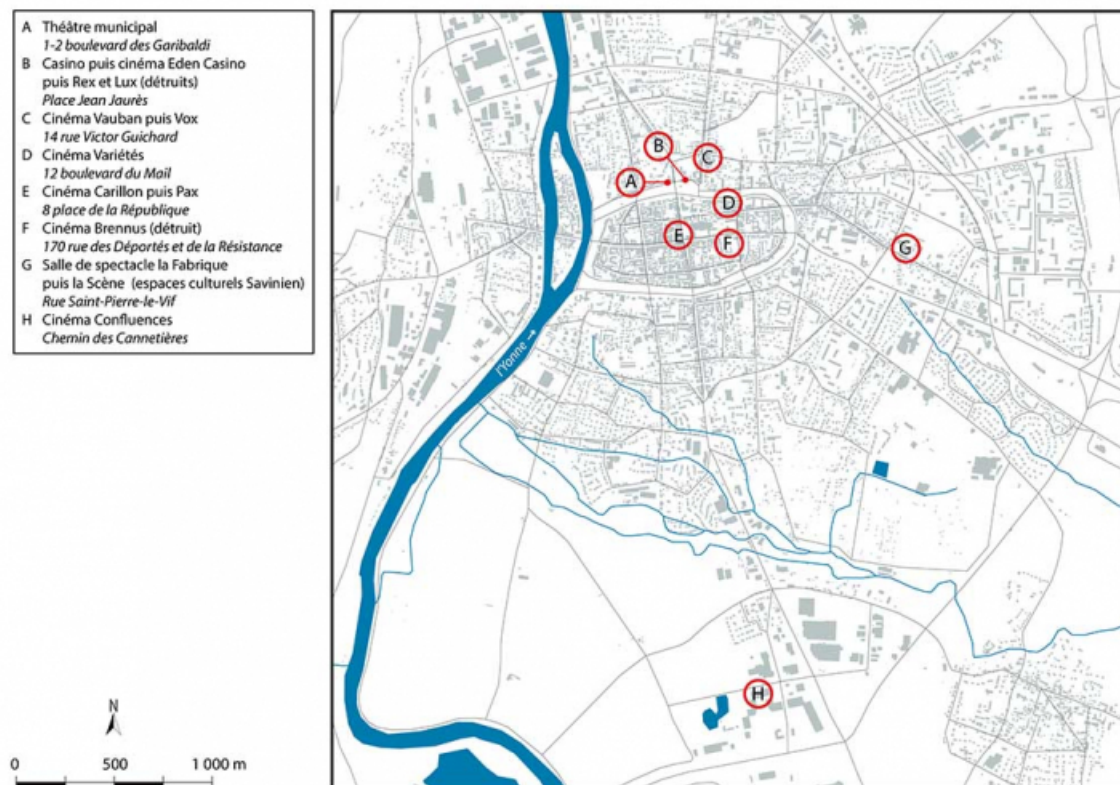 A Théâtre municipal
1-2 boulevard des Garibaldi
B Casino puis cinéma Eden Casino
puis Rex et Lux (détruits)
Place Jean Jaurès
C Cinéma Vauban puis Vox
14 rue Victor Guichard
D Cinéma Variétés
12 boulevard du Mail
E Cinéma Carillon puis Pax
8 place de la République
F Cinéma Brennus (détruit)
170 rue des Déportés et de la Résistance
G Salle de spectacle la Fabrique
puis la Scène (espaces culturels Savinien)
Rue Saint-Pierre-le-Vif
H Cinéma Confluences
Chemin des Cannetières
B
C
A
D
E
F
G
l'Yonne →
H
N
0 500 1 000 m